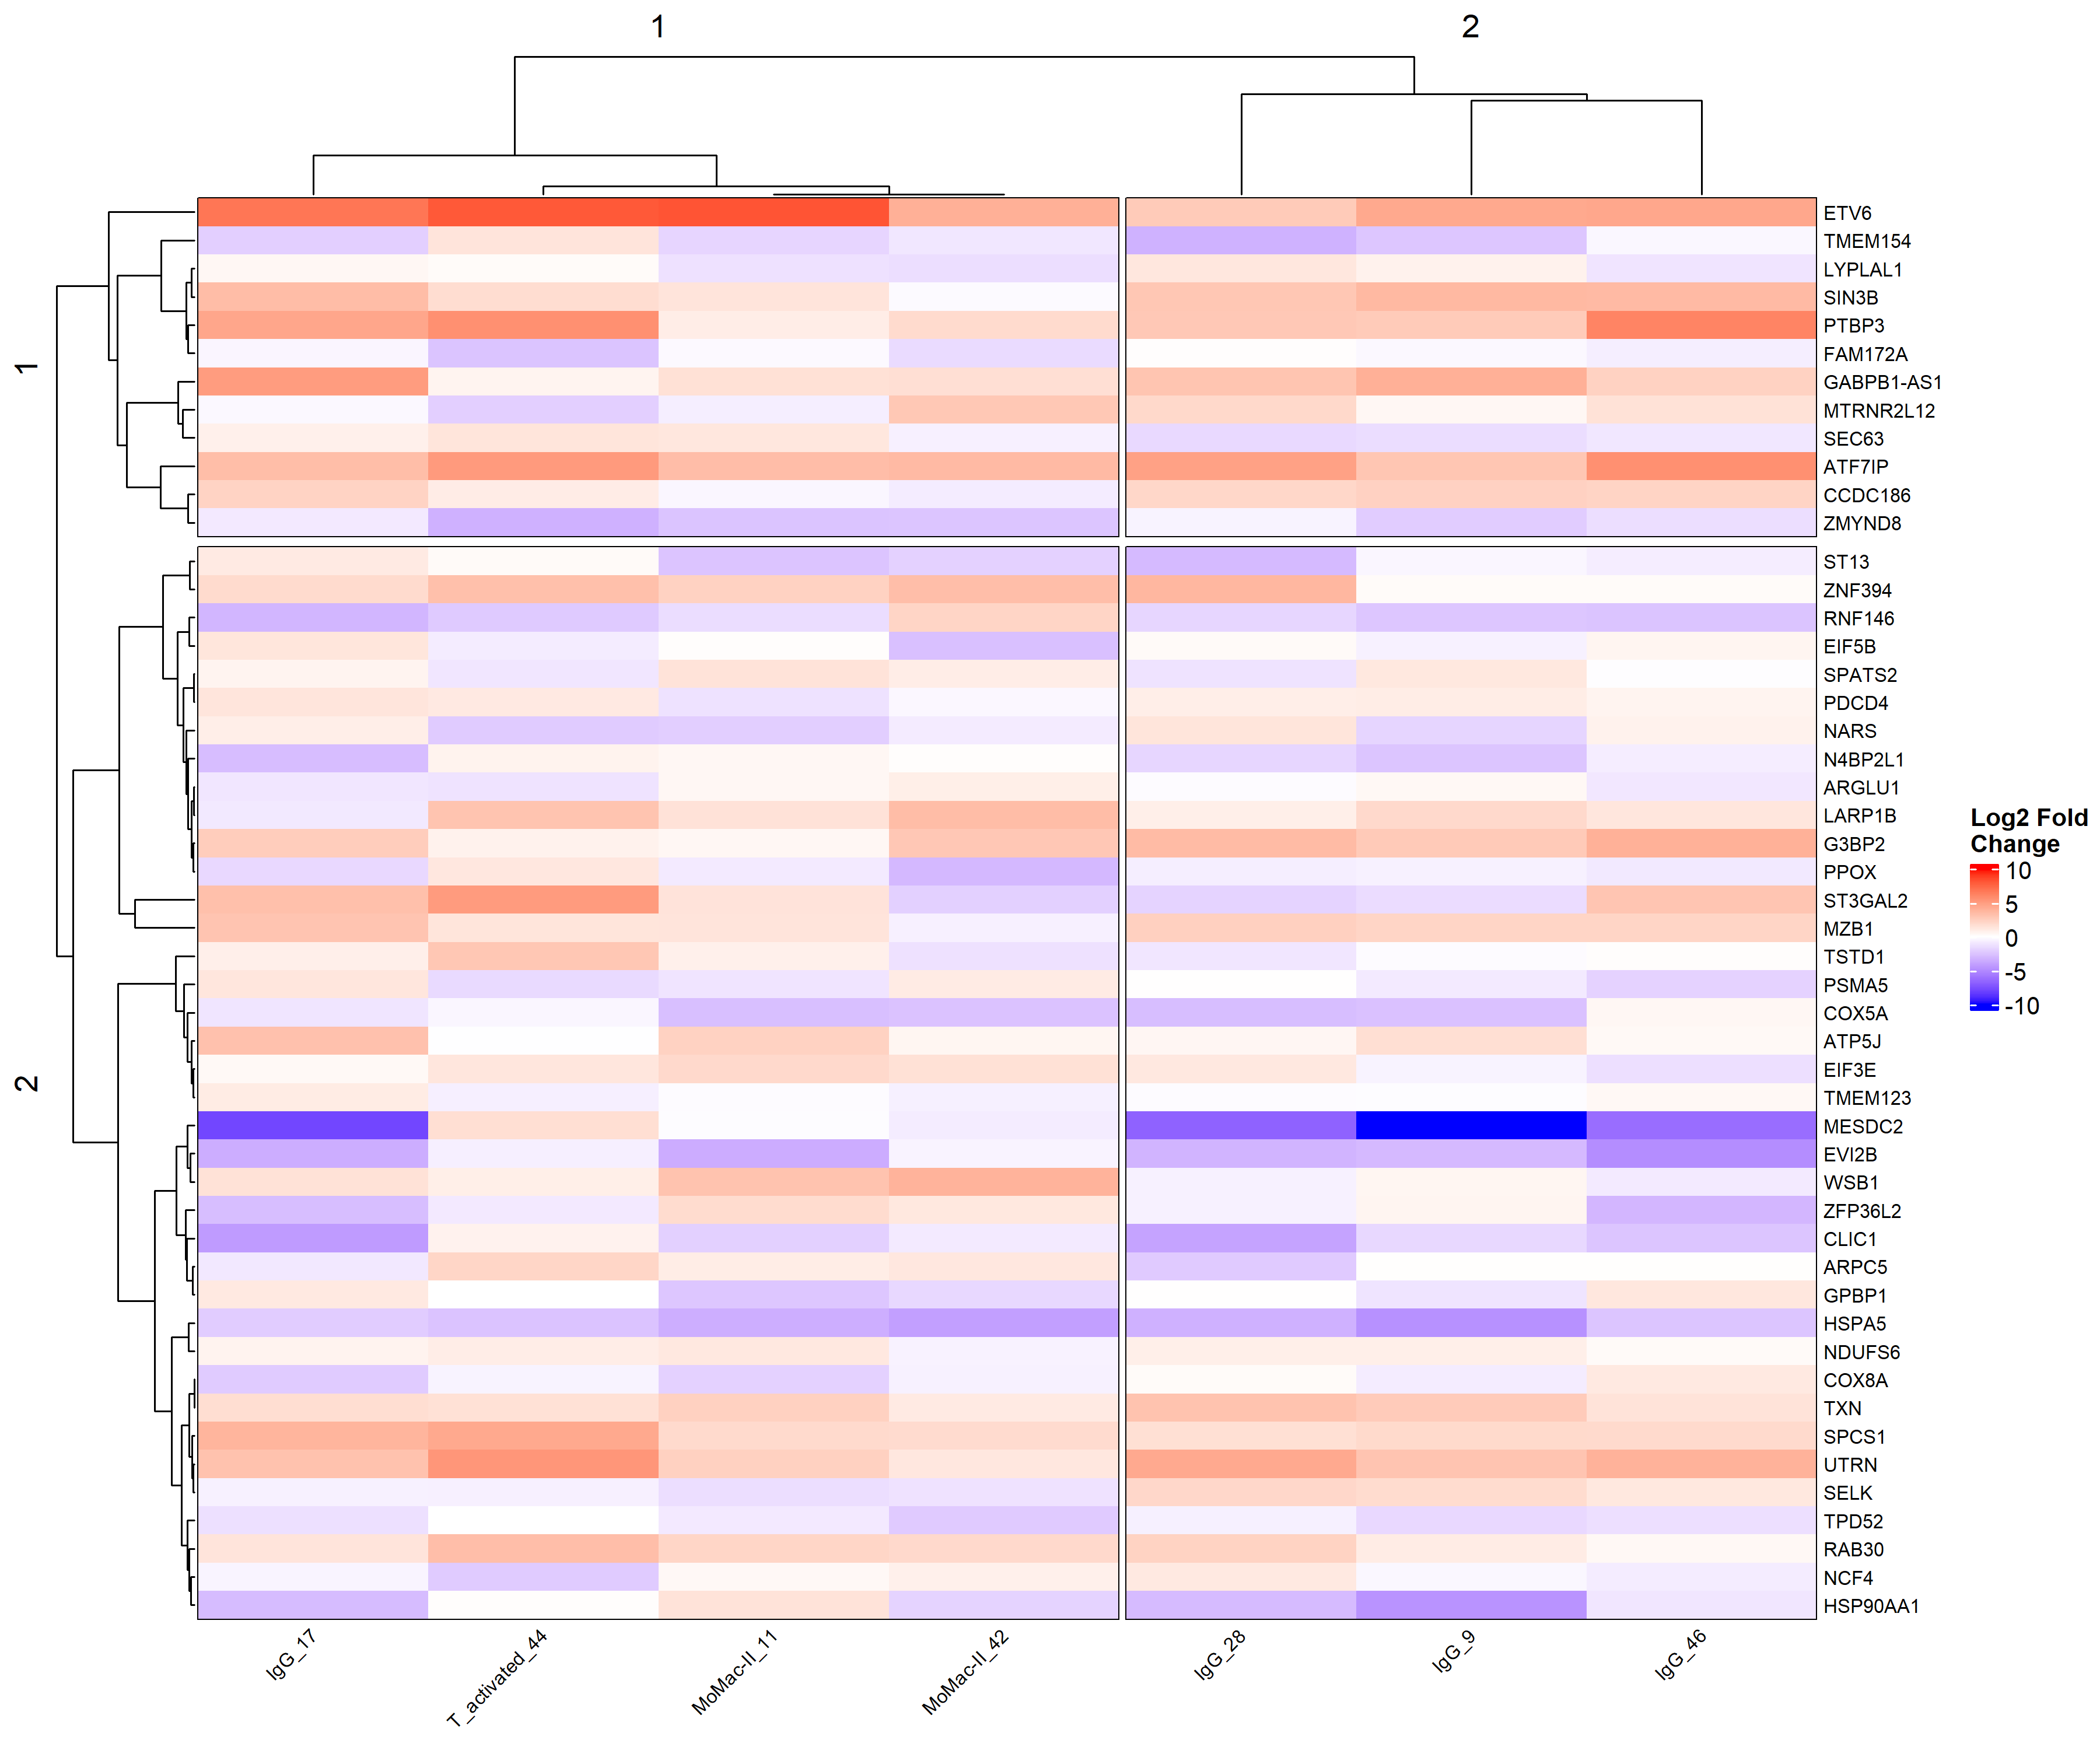 1
2
1
2
ETV6
TMEM154
LYPLAL1
SIN3B
PTBP3
FAM172A
GABPB1-AS1
MTRNR2L12
SEC63
ATF7IP
CCDC186
ZMYND8
ST13
ZNF394
RNF146
EIF5B
SPATS2
PDCD4
NARS
N4BP2L1
ARGLU1
LARP1B
G3BP2
PPOX
ST3GAL2
MZB1
TSTD1
PSMA5
COX5A
ATP5J
EIF3E
TMEM123
MESDC2
EVI2B
WSB1
ZFP36L2
CLIC1
ARPC5
GPBP1
HSPA5
NDUFS6
COX8A
TXN
SPCS1
UTRN
SELK
TPD52
RAB30
NCF4
HSP90AA1
IgG_17
T_activated_44
MoMac-II_11
MoMac-II_42
IgG_28
IgG_9
IgG_46
Log2 Fold
Change
10
5
0
-5
-10